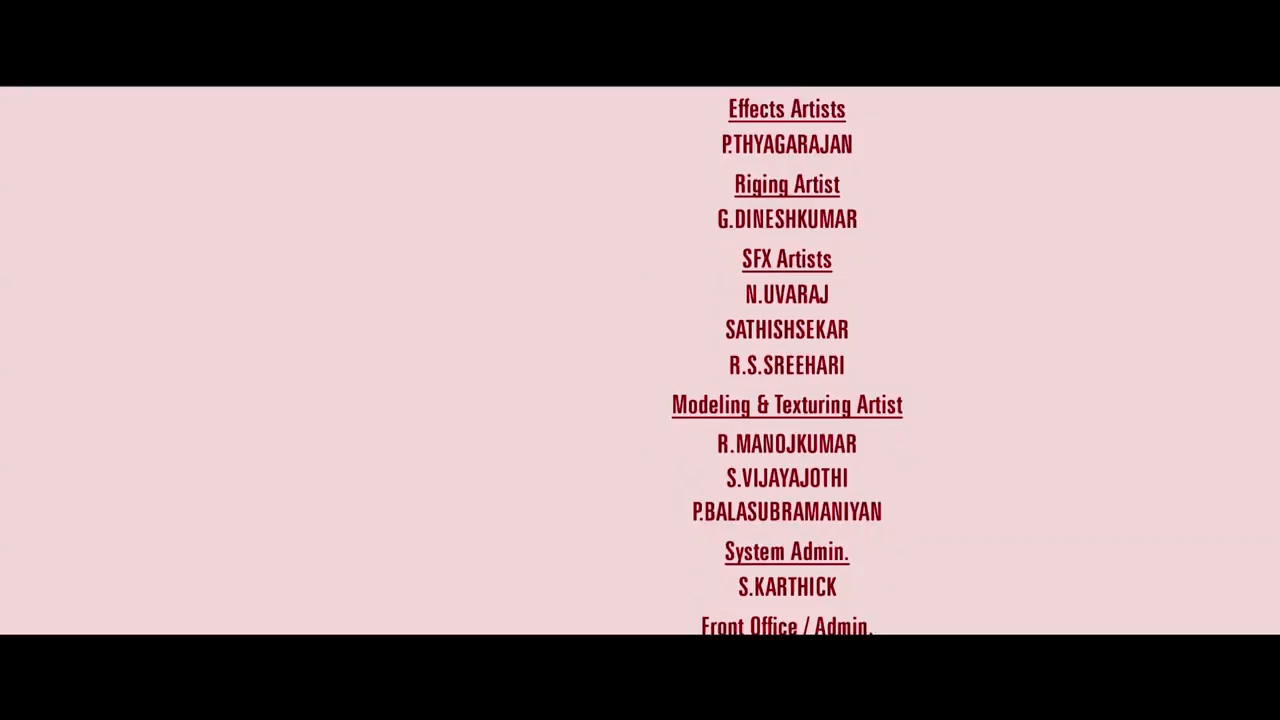 Effects Artists
P.THYAGARAJAN
Riging Artist
G.DINESHKUMAR
SFX Artists
N.UVARAJ
SATHISHSEKAR
R.S.SREEHARI
Modeling & Texturing Artist
R.MANOJKUMAR
S.VIJAYAJOTHI
P.BALASUBRAMANIYAN
System Admin.
S.KARTHICK
Front Office / Admin.